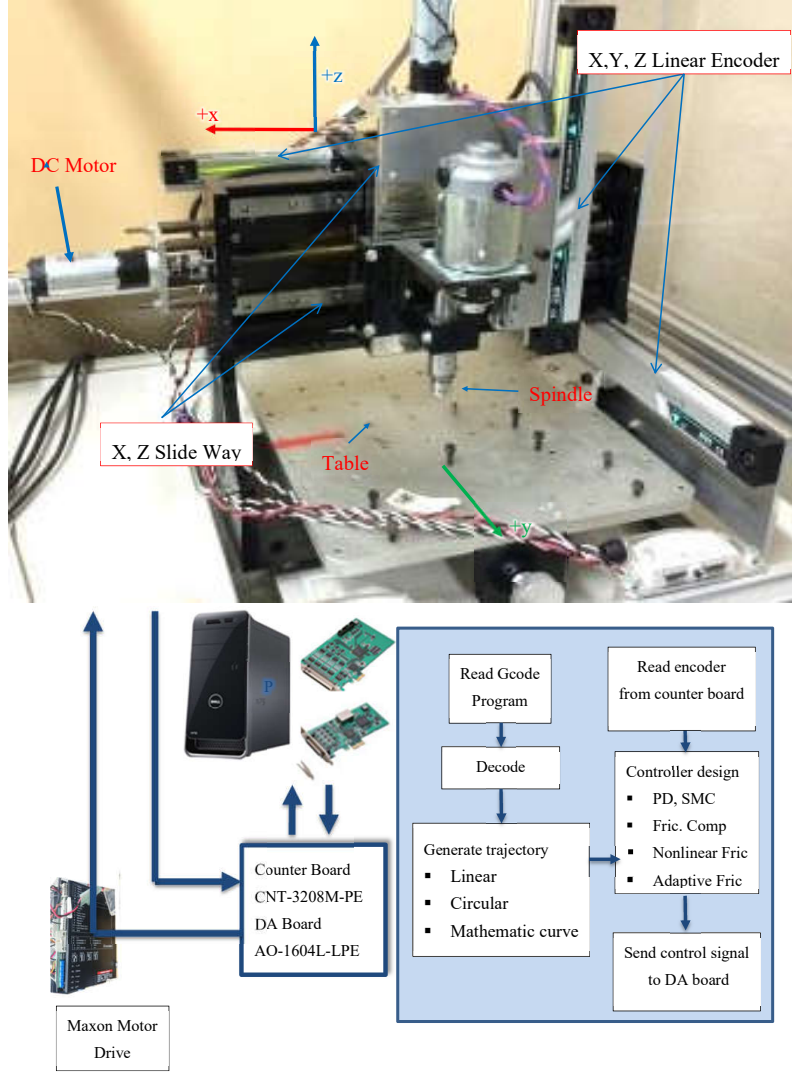 X,Y, Z Linear Encoder
+z
+x
DC Motor
Spindle
X, Z Slide Way
Table
+y
P
DELL
Read Gcode
Program
Read encoder
from counter board
Decode
Controller design
▪ PD, SMC
▪ Fric. Comp
▪ Nonlinear Fric
▪ Adaptive Fric
Generate trajectory
▪ Linear
▪ Circular
▪ Mathematic curve
Counter Board
CNT-3208M-PE
DA Board
AO-1604L-LPE
Send control signal
to DA board
Maxon Motor
Drive